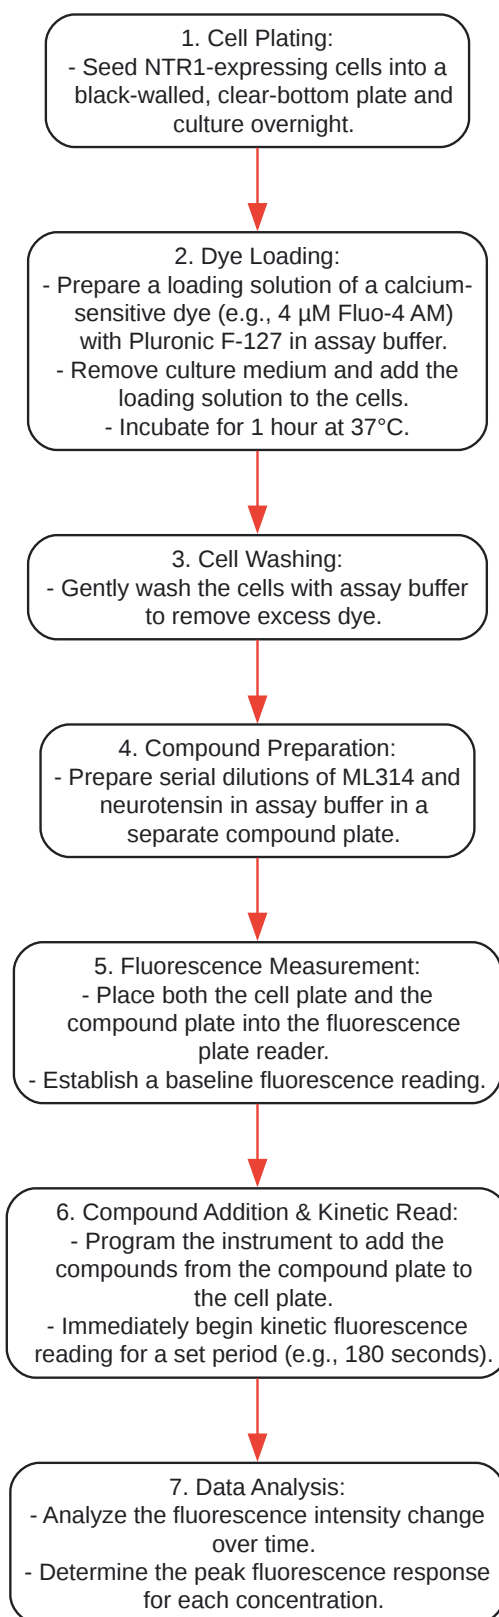 1. Cell Plating:
- Seed NTR1-expressing cells into a
black-walled, clear-bottom plate and
culture overnight.
2. Dye Loading:
- Prepare a loading solution of a calcium-
sensitive dye (e.g., 4 µM Fluo-4 AM)
with Pluronic F-127 in assay buffer.
- Remove culture medium and add the
loading solution to the cells.
- Incubate for 1 hour at 37°C.
3. Cell Washing:
- Gently wash the cells with assay buffer
to remove excess dye.
4. Compound Preparation:
- Prepare serial dilutions of ML314 and
neurotensin in assay buffer in a
separate compound plate.
5. Fluorescence Measurement:
- Place both the cell plate and the
compound plate into the fluorescence
plate reader.
- Establish a baseline fluorescence reading.
6. Compound Addition & Kinetic Read:
- Program the instrument to add the
compounds from the compound plate to
the cell plate.
- Immediately begin kinetic fluorescence
reading for a set period (e.g., 180 seconds).
7. Data Analysis:
- Analyze the fluorescence intensity change
over time.
- Determine the peak fluorescence response
for each concentration.